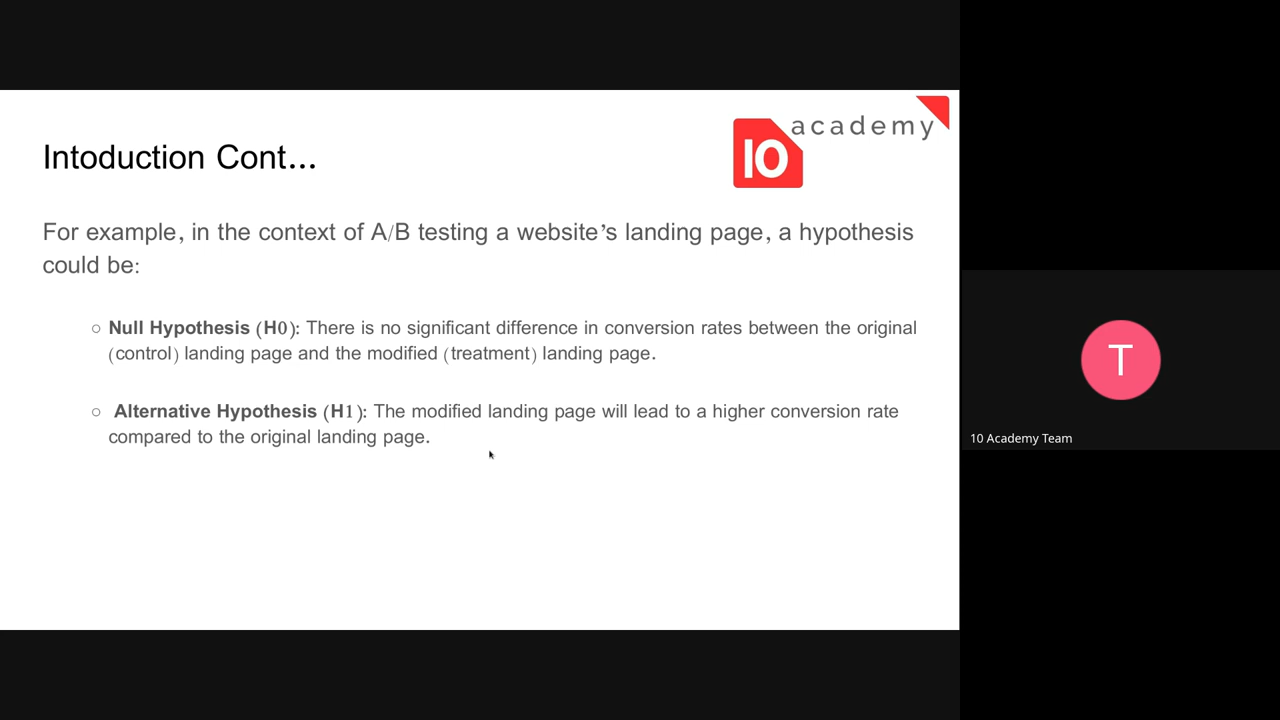 academy
10
Intoduction Cont...
For example, in the context of A/B testing a website’s landing page, a hypothesis
could be:
○ Null Hypothesis (H0): There is no significant difference in conversion rates between the original
(control) landing page and the modified (treatment) landing page.
○ Alternative Hypothesis (H1): The modified landing page will lead to a higher conversion rate
compared to the original landing page.
T
10 Academy Team